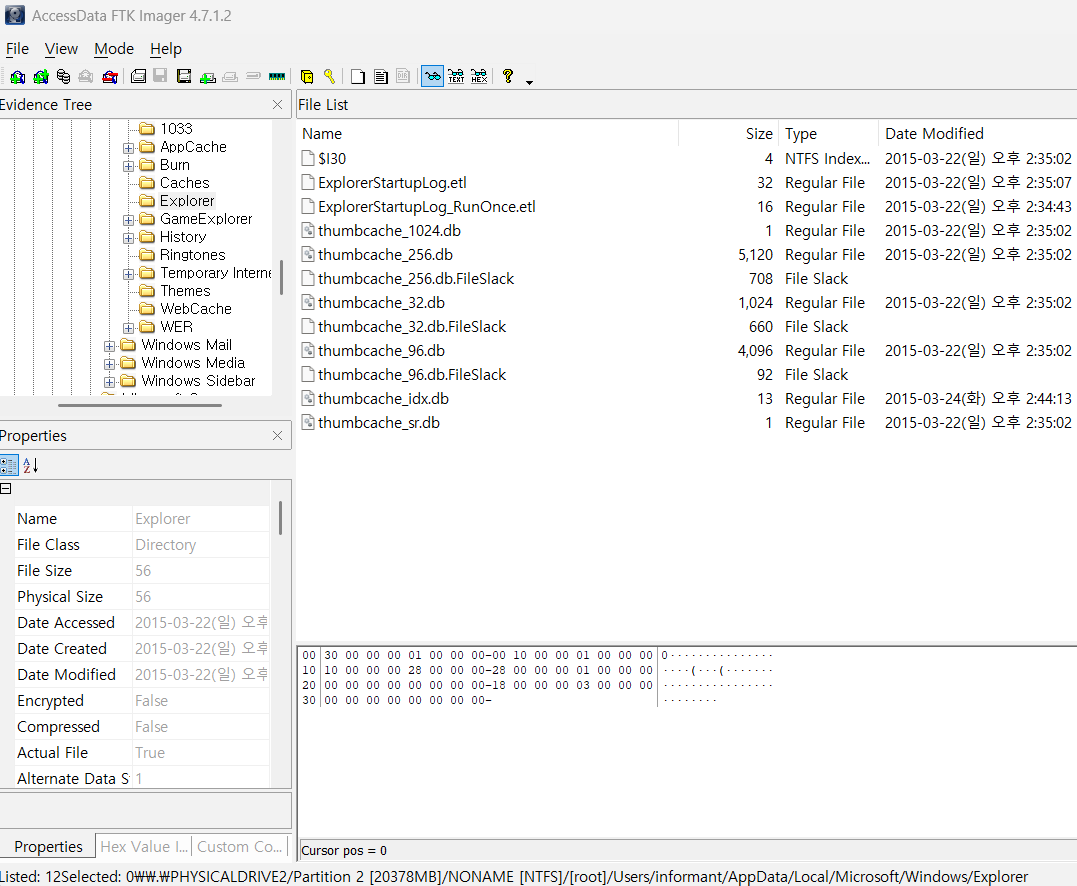 AccessData FTK Imager 4.7.1.2
File View Mode Help
Evidence Tree
1033
AppCache
Burn
Caches
Explorer
GameExplorer
History
Ringtones
Temporary Interne
Themes
WebCache
WER
Windows Mail
Windows Media
Windows Sidebar
File List
Name Size Type Date Modified
$I30 4 NTFS Index... 2015-03-22(일) 오후 2:35:02
ExplorerStartupLog.etl 32 Regular File 2015-03-22(일) 오후 2:35:07
ExplorerStartupLog_RunOnce.etl 16 Regular File 2015-03-22(일) 오후 2:34:43
thumbcache_1024.db 1 Regular File 2015-03-22(일) 오후 2:35:02
thumbcache_256.db 5,120 Regular File 2015-03-22(일) 오후 2:35:02
thumbcache_256.db.FileSlack 708 File Slack
thumbcache_32.db 1,024 Regular File 2015-03-22(일) 오후 2:35:02
thumbcache_32.db.FileSlack 660 File Slack
thumbcache_96.db 4,096 Regular File 2015-03-22(일) 오후 2:35:02
thumbcache_96.db.FileSlack 92 File Slack
thumbcache_idx.db 13 Regular File 2015-03-24(화) 오후 2:44:13
thumbcache_sr.db 1 Regular File 2015-03-22(일) 오후 2:35:02
Properties
Name Explorer
File Class Directory
File Size 56
Physical Size 56
Date Accessed 2015-03-22(일) 오후
Date Created 2015-03-22(일) 오후
Date Modified 2015-03-22(일) 오후
Encrypted False
Compressed False
Actual File True
Alternate Data S 1
Properties Hex Value I... Custom Co...
00 30 00 00 00 01 00 00 00-00 10 00 00 01 00 00 00 0···············
10 10 00 00 00 28 00 00 00-28 00 00 00 01 00 00 00 ····(···(·······
20 00 00 00 00 00 00 00 00-18 00 00 00 03 00 00 00 ················
30 00 00 00 00 00 00 00 00- ········
Cursor pos = 0
Listed: 12Selected: 0₩₩.₩PHYSICALDRIVE2/Partition 2 [20378MB]/NONAME [NTFS]/[root]/Users/informant/AppData/Local/Microsoft/Windows/Explorer